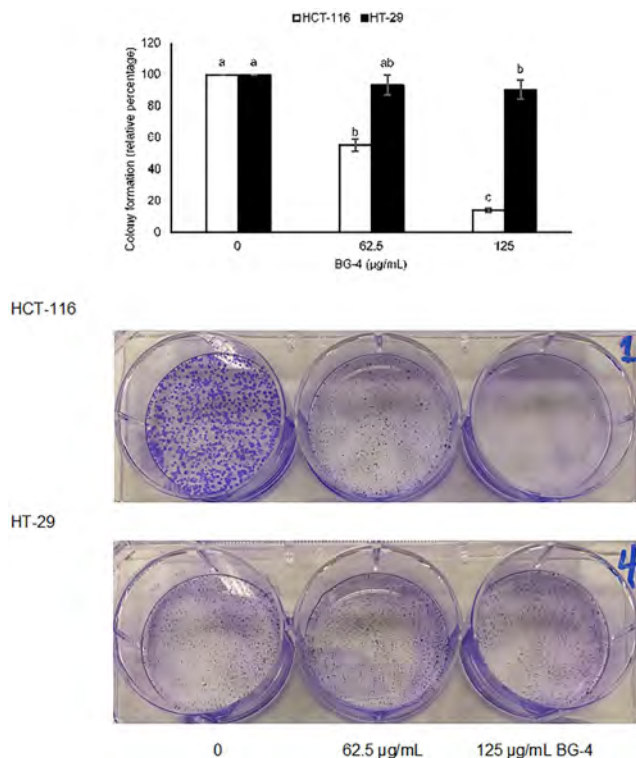 HCT-116 HT-29
Colony formation (relative percentage)
120
100
80
60
40
20
0
a a
ab
b
b
c
0 62.5 125
BG-4 (µg/mL)
HCT-116
1
HT-29
4
0 62.5 µg/mL 125 µg/mL BG-4